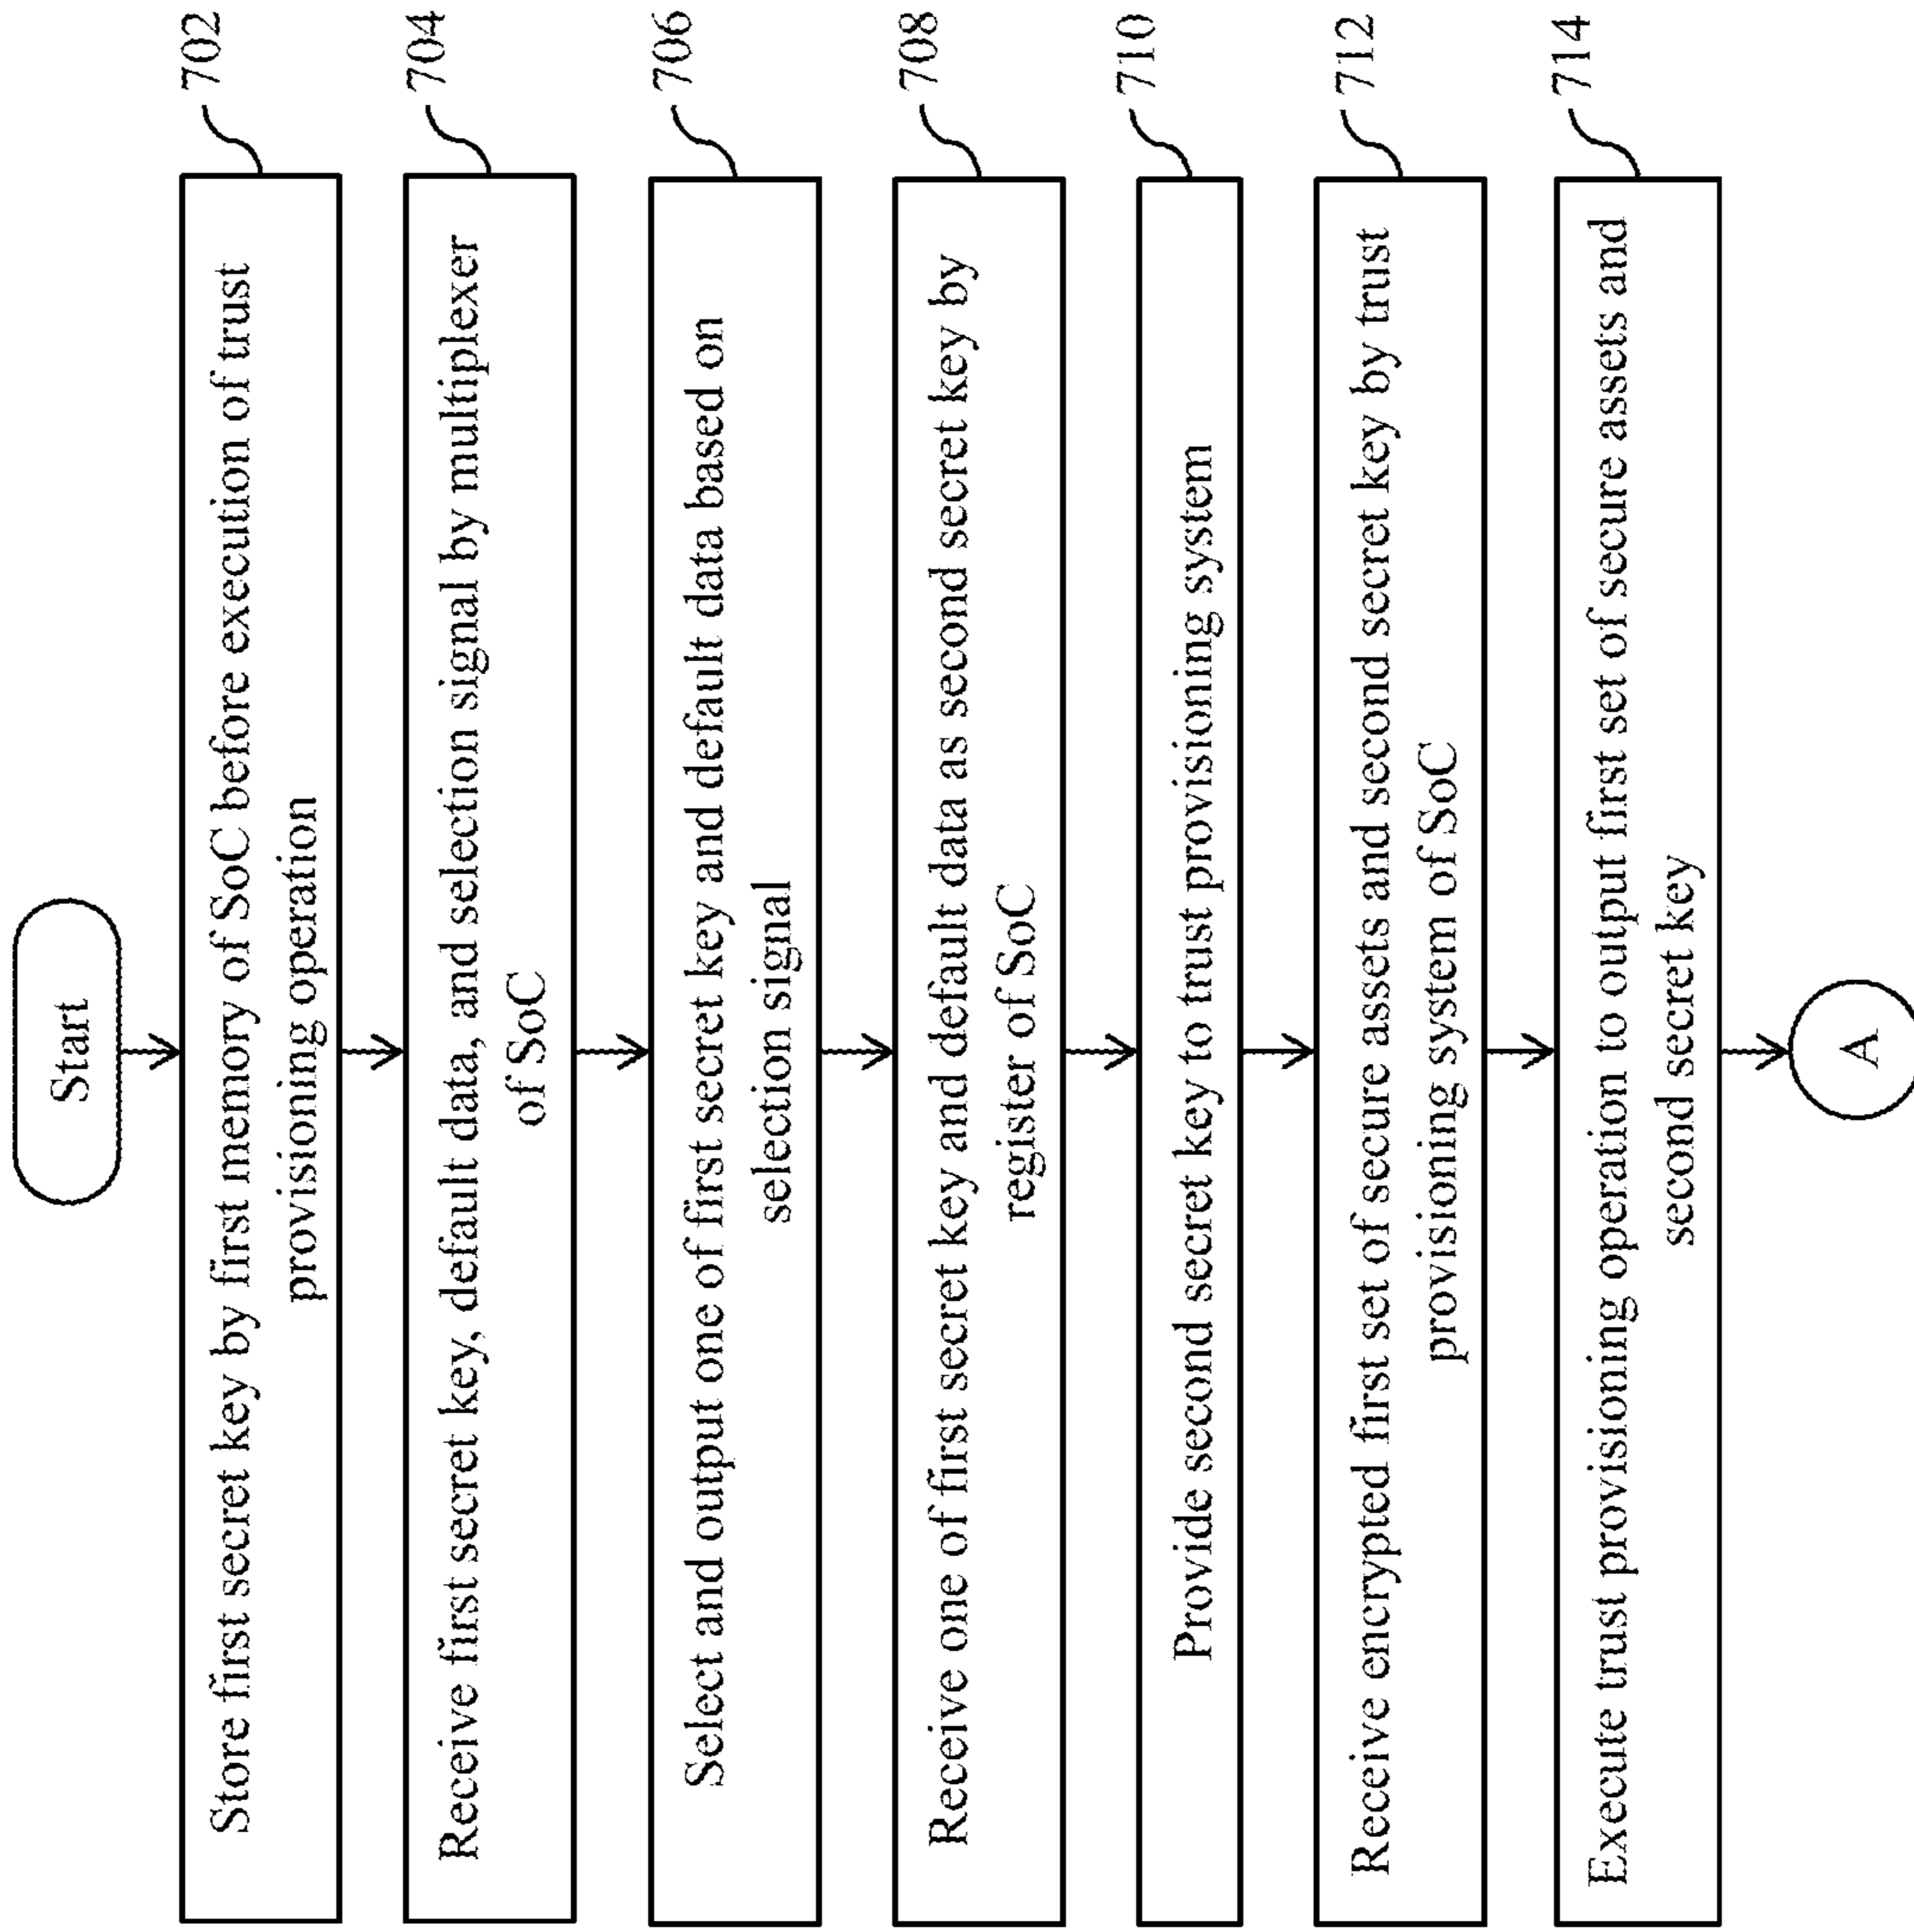 Start
Store first secret key by first memory of SoC before execution of trust
provisioning operation
702
Receive first secret key, default data, and selection signal by multiplexer
of SoC
704
Select and output one of first secret key and default data based on
selection signal
706
Receive one of first secret key and default data as second secret key by
register of SoC
708
Provide second secret key to trust provisioning system
710
Receive encrypted first set of secure assets and second secret key by trust
provisioning system of SoC
712
Execute trust provisioning operation to output first set of secure assets and
second secret key
714
A